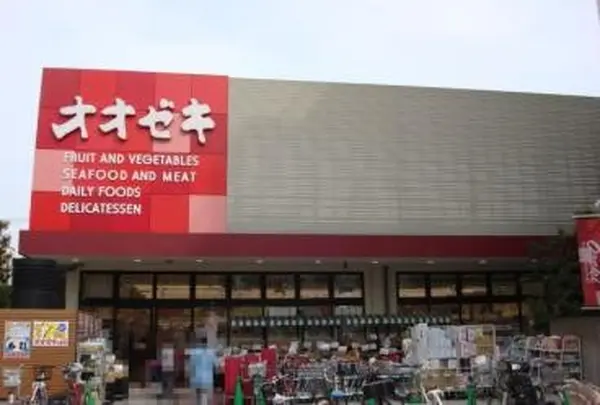 オオゼキ
FRUIT AND VEGETABLES
SEAFOOD AND MEAT
DAILY FOODS
DELICATESSEN